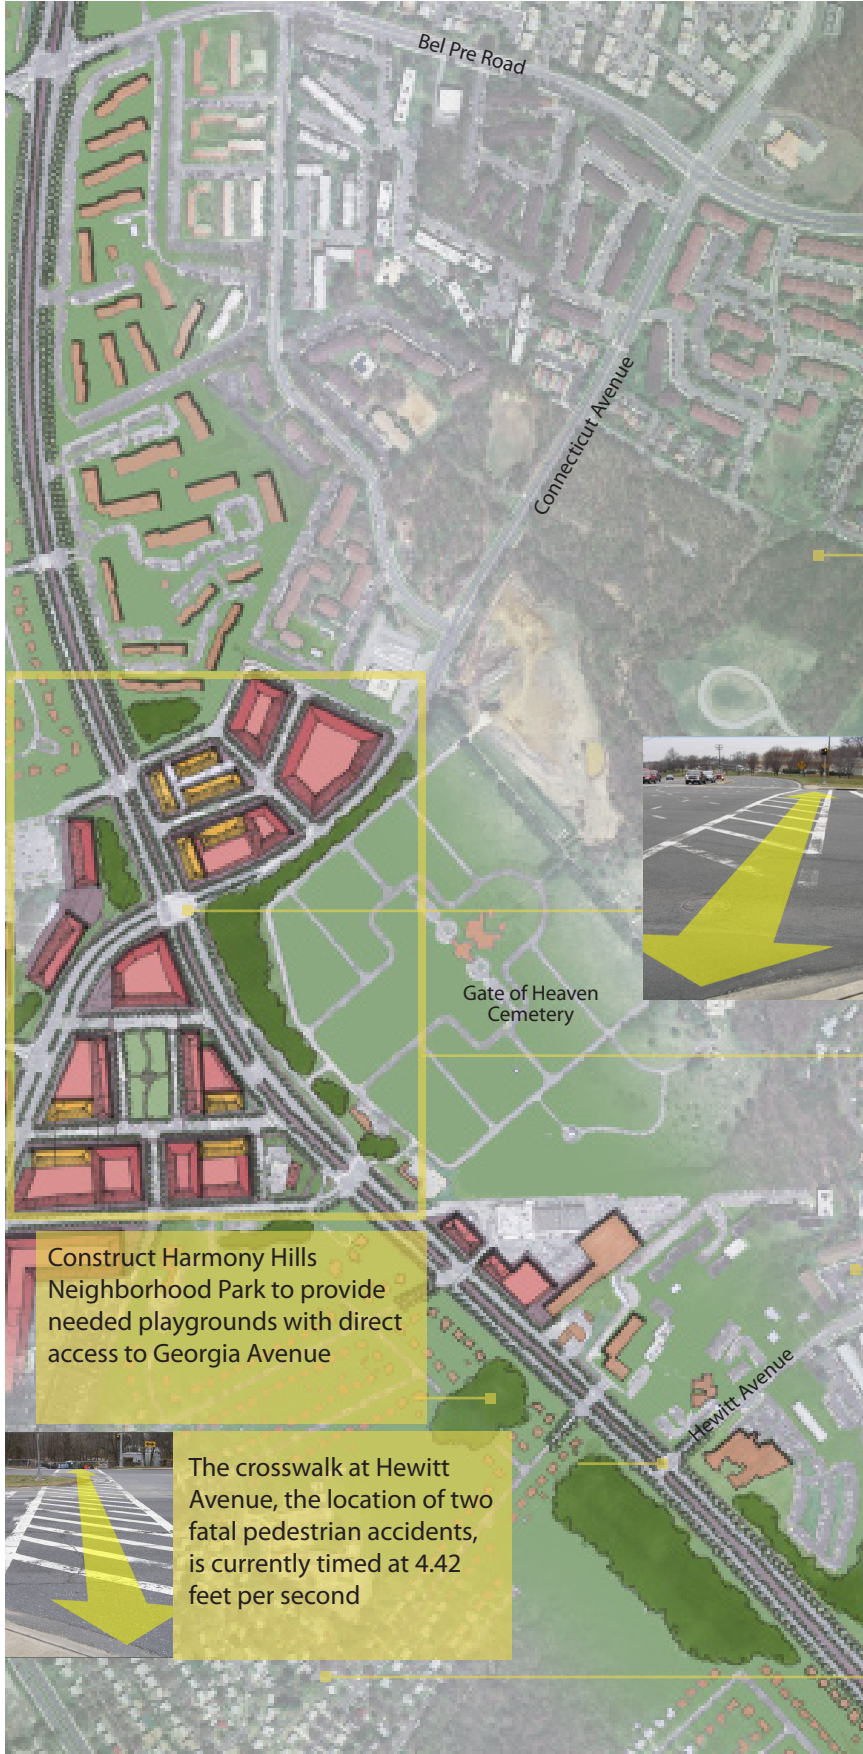 Bel Pre Road
Connecticut Avenue
Gate of Heaven
Cemetery
Construct Harmony Hills
Neighborhood Park to provide
needed playgrounds with direct
access to Georgia Avenue
Hewitt Avenue
The crosswalk at Hewitt
Avenue, the location of two
fatal pedestrian accidents,
is currently timed at 4.42
feet per second